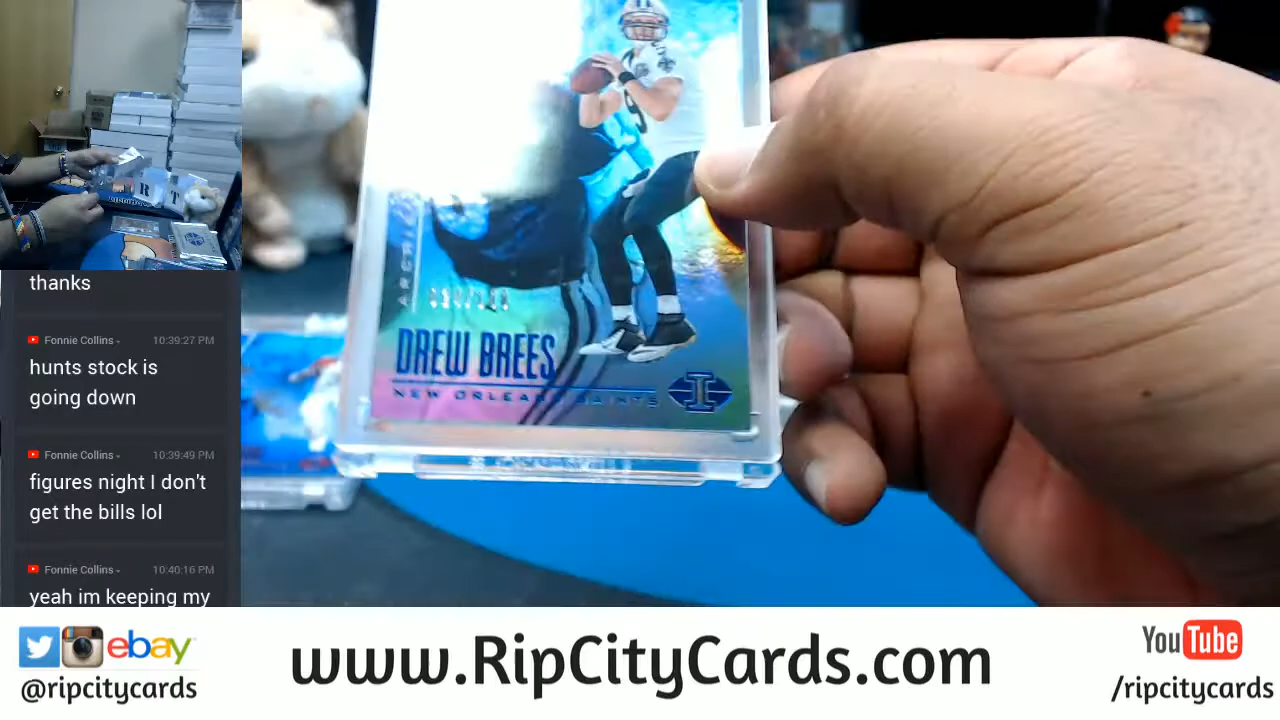 thanks
Fonnie Collins
10:39:27 PM
hunts stock is
going down
Fonnie Collins
10:39:49 PM
figures night I don't
get the bills lol
Fonnie Collins
10:40:16 PM
yeah im keeping my
R
T
9
DREW BREES
NEW ORLEANS SAINTS
I
ebay
@ripcitycards
www.RipCityCards.com
YouTube
/ripcitycards